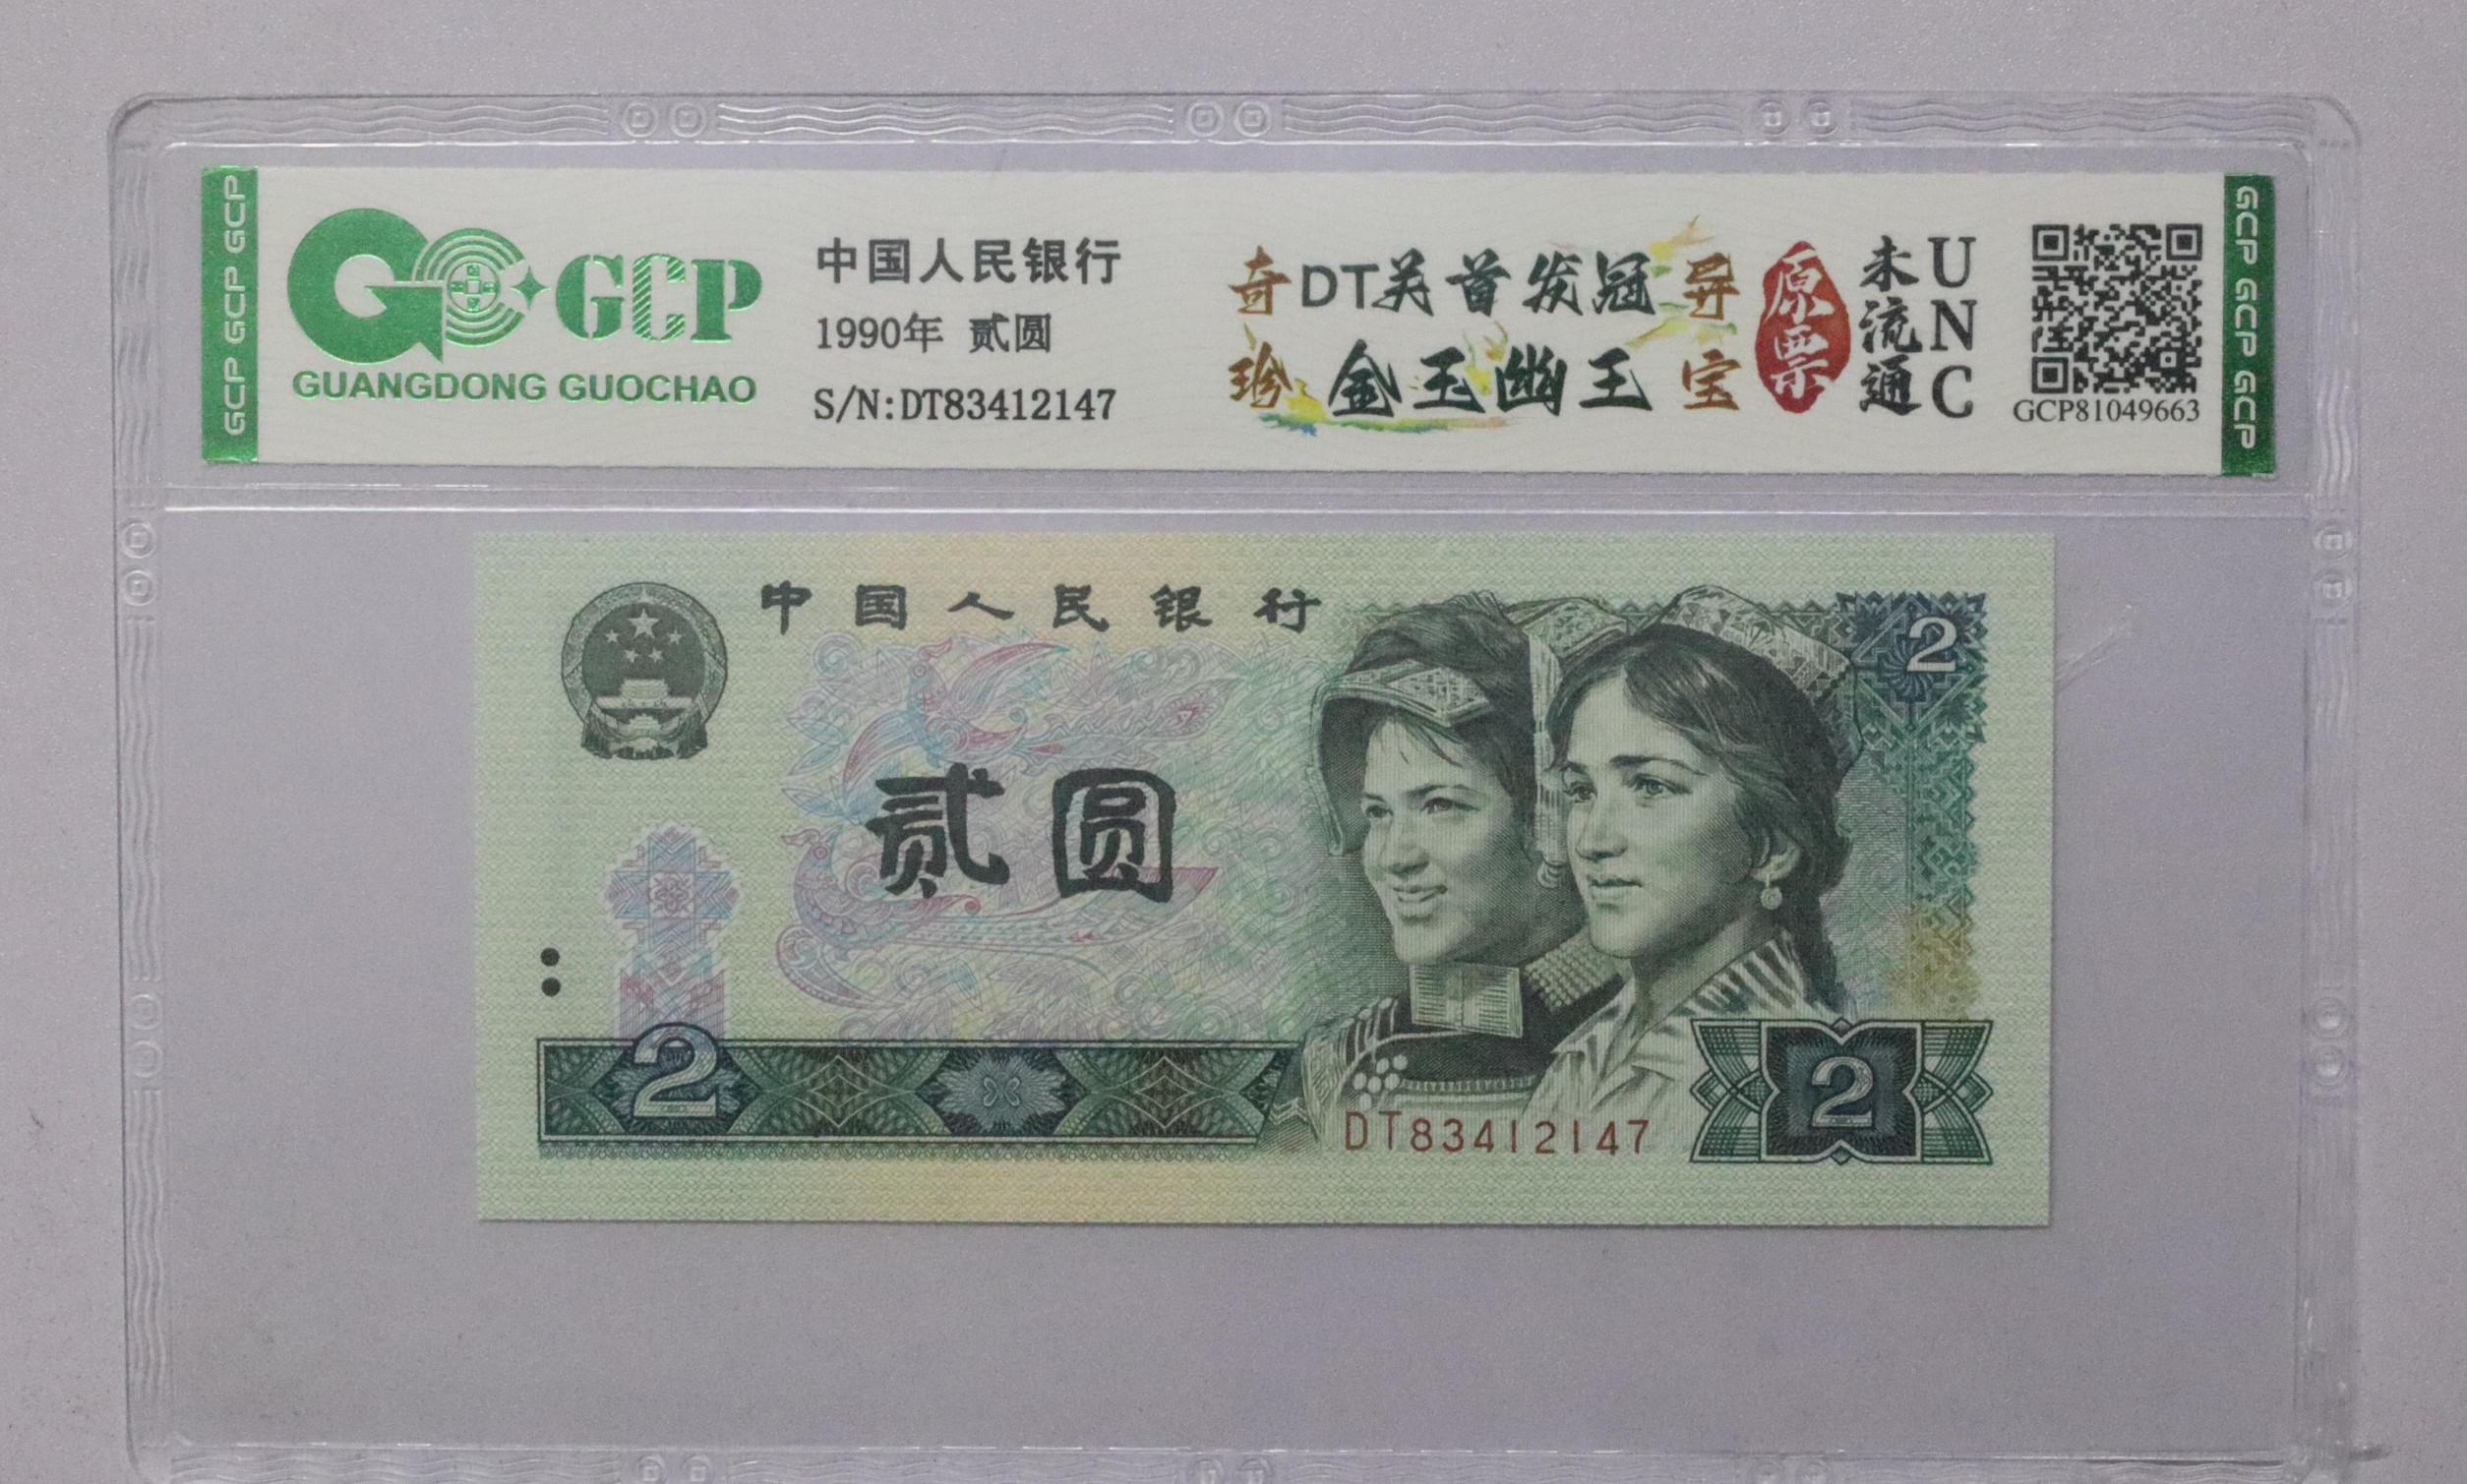 GCP GCP GCP
GCP
GUANGDONG GUOCHAO
中国人民银行
1990年 贰圆
S/N:DT83412147
奇珍
DT关首发冠
金玉幽王
异宝
原票
未流通
UNC
GCP81049663
GCP GCP GCP
中国人民银行
2
贰圆
2
DT83412147
2